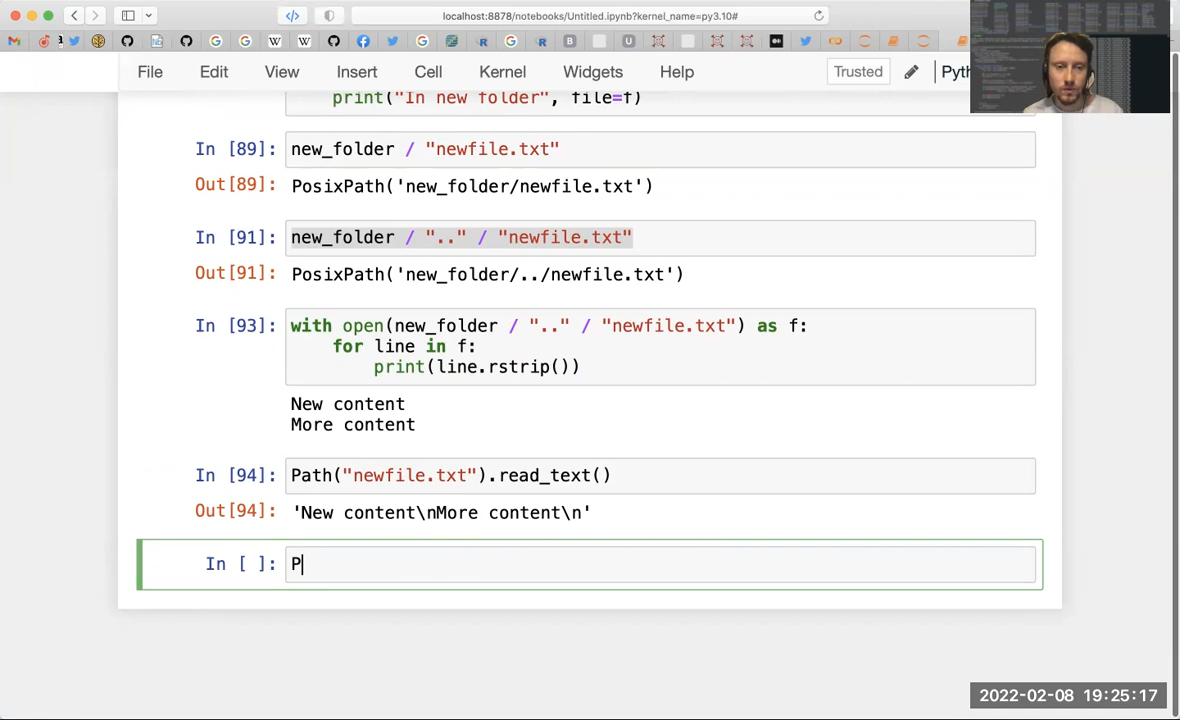 localhost:8878/notebooks/Untitled.ipynb?kernel_name=py3.10#
File Edit View Insert Cell Kernel Widgets Help Trusted Pyth
print("In new folder", file=f)
In [89]: new_folder / "newfile.txt"
Out[89]: PosixPath('new_folder/newfile.txt')
In [91]: new_folder / ".." / "newfile.txt"
Out[91]: PosixPath('new_folder/../newfile.txt')
In [93]: with open(new_folder / ".." / "newfile.txt") as f:
for line in f:
print(line.rstrip())
New content
More content
In [94]: Path("newfile.txt").read_text()
Out[94]: 'New content\nMore content\n'
In [ ]: P
2022-02-08 19:25:17